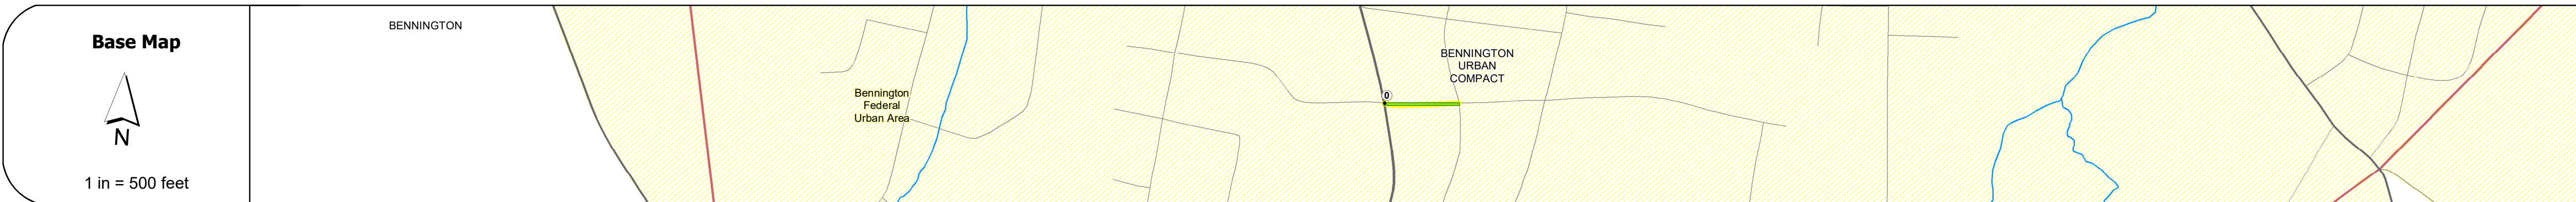 Base Map
N
1 in = 500 feet
BENNINGTON
Bennington
Federal
Urban Area
0
BENNINGTON
URBAN
COMPACT